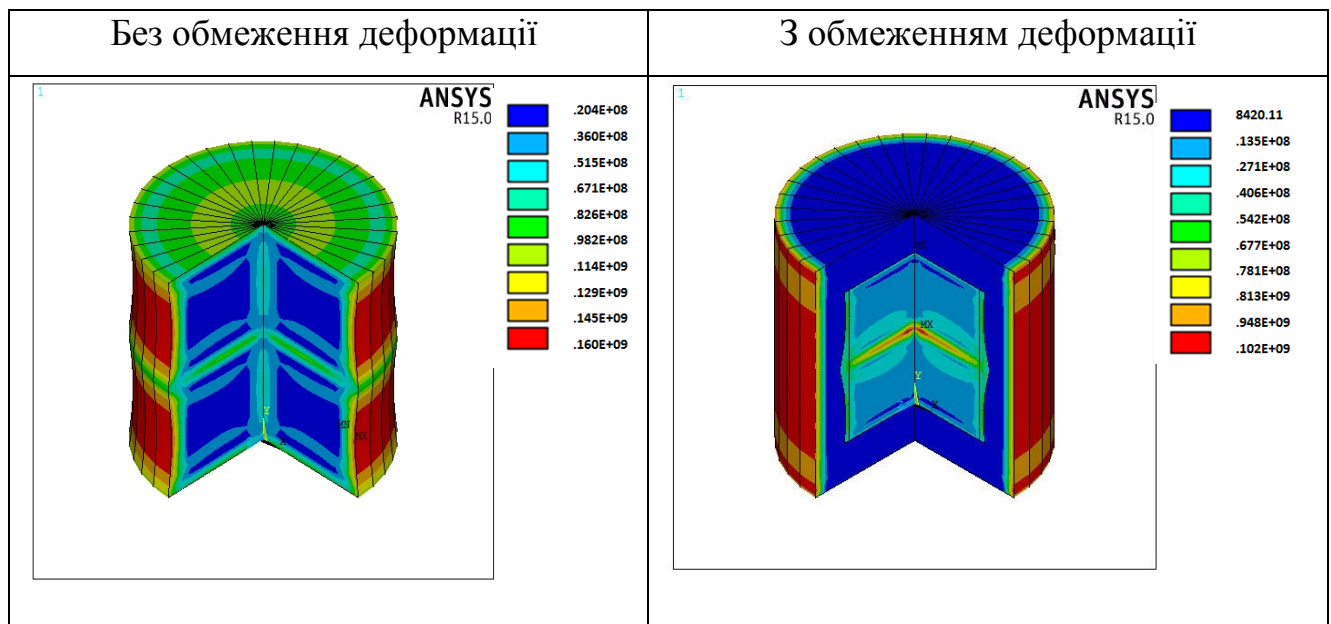 Без обмеження деформації
З обмеженням деформації
1
ANSYS
R15.0
.204E+08
.360E+08
.515E+08
.671E+08
.826E+08
.982E+08
.114E+09
.129E+09
.145E+09
.160E+09
Y
X
MN
MX
1
ANSYS
R15.0
8420.11
.135E+08
.271E+08
.406E+08
.542E+08
.677E+08
.781E+08
.813E+09
.948E+09
.102E+09
MN
MX
Y
X